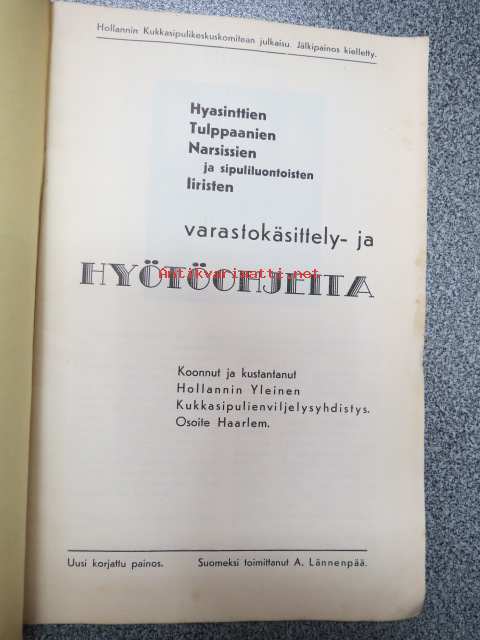 Hollannin Kukkasipulikeskuskomitean julkaisu. Jälkipainos kielletty.
Hyasinttien
Tulppaanien
Narsissien
ja sipuliluontoisten
Iiristen
varastokäsittely- ja
HYÖTÖOHJEITA
Antikvariaatti.net
Koonnut ja kustantanut
Hollannin Yleinen
Kukkasipulienviljelysyhdistys.
Osoite Haarlem.
Uusi korjattu painos. Suomeksi toimittanut A. Lännenpää.